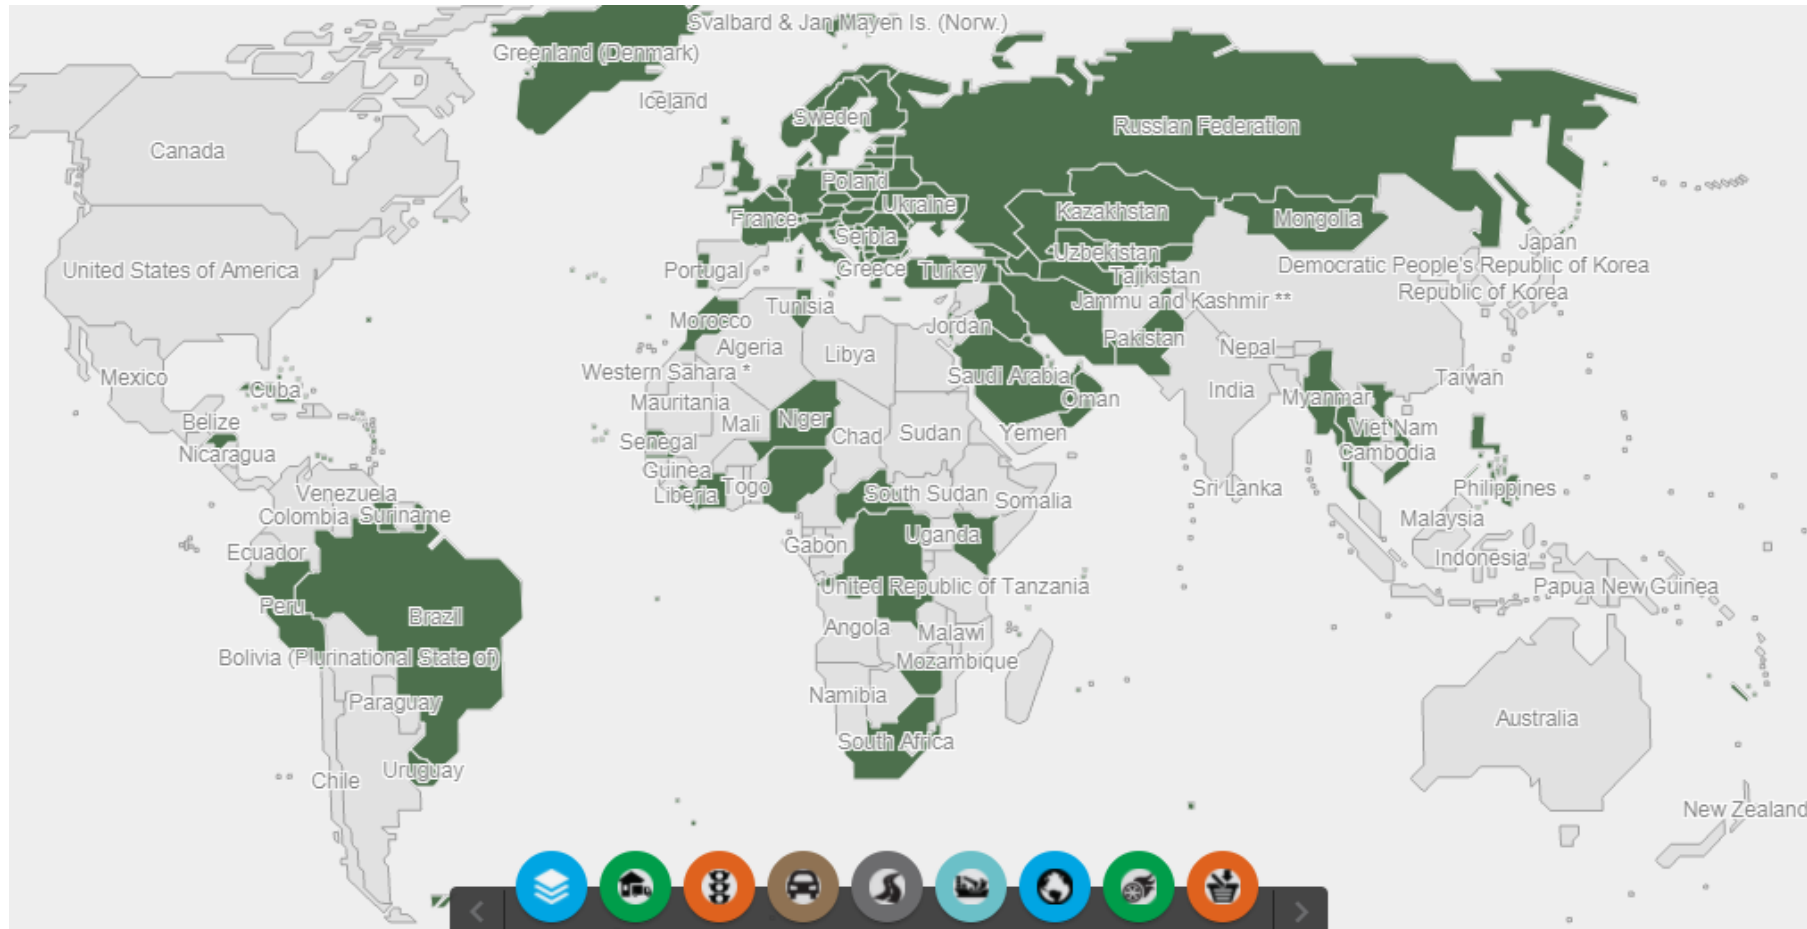 Svalbard & Jan Mayen Is. (Norw.)
Greenland (Denmark)
Iceland
Sweden
Russian Federation
Canada
Poland
Ukraine
France
Kazakhstan
Mongolia
Serbia
Japan
Uzbekistan
United States of America
Portugal
Greece
Turkey
Tajikistan
Democratic People's Republic of Korea
Republic of Korea
Jammu and Kashmir **
Tunisia
Morocco
Jordan
Pakistan
Algeria
Libya
Nepal
Western Sahara *
Saudi Arabia
Mexico
Cuba
Taiwan
India
Oman
Myanmar
Mauritania
Niger
Belize
Mali
Chad
Sudan
Yemen
Viet Nam
Senegal
Nicaragua
Cambodia
Guinea
Togo
Liberia
South Sudan
Somalia
Sri Lanka
Philippines
Venezuela
Colombia
Suriname
Malaysia
Gabon
Uganda
Ecuador
Indonesia
United Republic of Tanzania
Papua New Guinea
Peru
Brazil
Angola
Malawi
Bolivia (Plurinational State of)
Mozambique
Namibia
Paraguay
Australia
South Africa
Uruguay
Chile
New Zealand